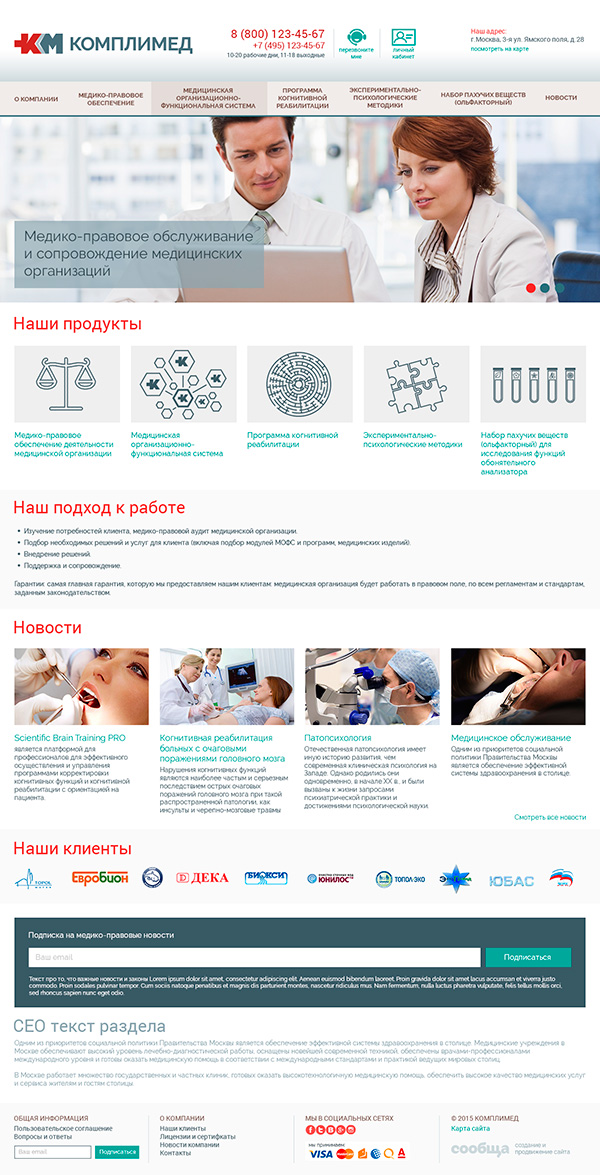 КМ КОМПЛИМЕД
8 (800) 123-45-67
+7 (495) 123-45-67
10-20 рабочие дни, 11-18 выходные
перезвоните
мне
личный
кабинет
Наш адрес:
г.Москва, 3-я ул. Ямского поля, д. 28
посмотреть на карте
О КОМПАНИИ
МЕДИКО-ПРАВОВОЕ
ОБЕСПЕЧЕНИЕ
МЕДИЦИНСКАЯ
ОРГАНИЗАЦИОННО-
ФУНКЦИОНАЛЬНАЯ СИСТЕМА
ПРОГРАММА
КОГНИТИВНОЙ
РЕАБИЛИТАЦИИ
ЭКСПЕРИМЕНТАЛЬНО-
ПСИХОЛОГИЧЕСКИЕ
МЕТОДИКИ
НАБОР ПАХУЧИХ ВЕЩЕСТВ
(ОЛЬФАКТОРНЫЙ)
НОВОСТИ
Медико-правовое обслуживание
и сопровождение медицинских
организаций
Наши продукты
Медико-правовое
обеспечение деятельности
медицинской организации
Медицинская
организационно-
функциональная система
Программа когнитивной
реабилитации
Экспериментально-
психологические методики
Набор пахучих веществ
(ольфакторный) для
исследования функций
обонятельного
анализатора
Наш подход к работе
• Изучение потребностей клиента, медико-правовой аудит медицинской организации.
• Подбор необходимых решений и услуг для клиента (включая подбор модулей МОФС и программ, медицинских изделий).
• Внедрение решений.
• Поддержка и сопровождение.
Гарантии: самая главная гарантия, которую мы предоставляем нашим клиентам: медицинская организация будет работать в правовом поле, по всем регламентам и стандартам,
заданным законодательством.
Новости
Scientific Brain Training PRO
является платформой для
профессионалов для эффективного
осуществления и управления
программами корректировки
когнитивных функций и когнитивной
реабилитации с ориентацией на
пациента.
Когнитивная реабилитация
больных с очаговыми
поражениями головного мозга
Нарушения когнитивных функций
являются наиболее частым и серьезным
последствием острых очаговых
поражений головного мозга при такой
распространенной патологии, как
инсульты и черепно-мозговые травмы
Патопсихология
Отечественная патопсихология имеет
иную историю развития, чем
современная клиническая психология на
Западе. Однако родились они
одновременно, в начале XX в., и были
вызваны к жизни запросами
психиатрической практики и
достижениями психологической науки.
Медицинское обслуживание
Одним из приоритетов социальной
политики Правительства Москвы
является обеспечение эффективной
системы здравоохранения в столице.
Смотреть все новости
Наши клиенты
TOPOL
WATER
ЕвроБион
ДЕКА
БИОКСИ
ЮНИЛОС
ТОПОЛ-ЭКО
ЮБАС
Подписка на медико-правовые новости
Ваш email
Подписаться
Текст про то, что важные новости и законы Lorem ipsum dolor sit amet, consectetur adipiscing elit. Aenean euismod bibendum laoreet. Proin gravida dolor sit amet lacus accumsan et viverra justo
commodo. Proin sodales pulvinar tempor. Cum sociis natoque penatibus et magnis dis parturient montes, nascetur ridiculus mus. Nam fermentum, nulla luctus pharetra vulputate, felis tellus mollis orci,
sed rhoncus sapien nunc eget odio.
СЕО текст раздела
Одним из приоритетов социальной политики Правительства Москвы является обеспечение эффективной системы здравоохранения в столице. Медицинские учреждения в
Москве обеспечивают высокий уровень лечебно-диагностической работы, оснащены новейшей современной техникой, обеспечены врачами-профессионалами
международного уровня и готовы оказать медицинскую помощь в соответствии с международными стандартами и практикой ведущих мировых столиц.
В Москве работает множество государственных и частных клиник, готовых оказать высокотехнологичную медицинскую помощь, обеспечить высокое качество медицинских услуг
и сервиса жителям и гостям столицы.
ОБЩАЯ ИНФОРМАЦИЯ
Пользовательское соглашение
Вопросы и ответы
Ваш email
Подписаться
О КОМПАНИИ
Наши клиенты
Лицензии и сертификаты
Новости компании
Контакты
МЫ В СОЦИАЛЬНЫХ СЕТЯХ
мы принимаем:
VISA
© 2015 КОМПЛИМЕД
Карта сайта
сообща
создание и
продвижение сайта